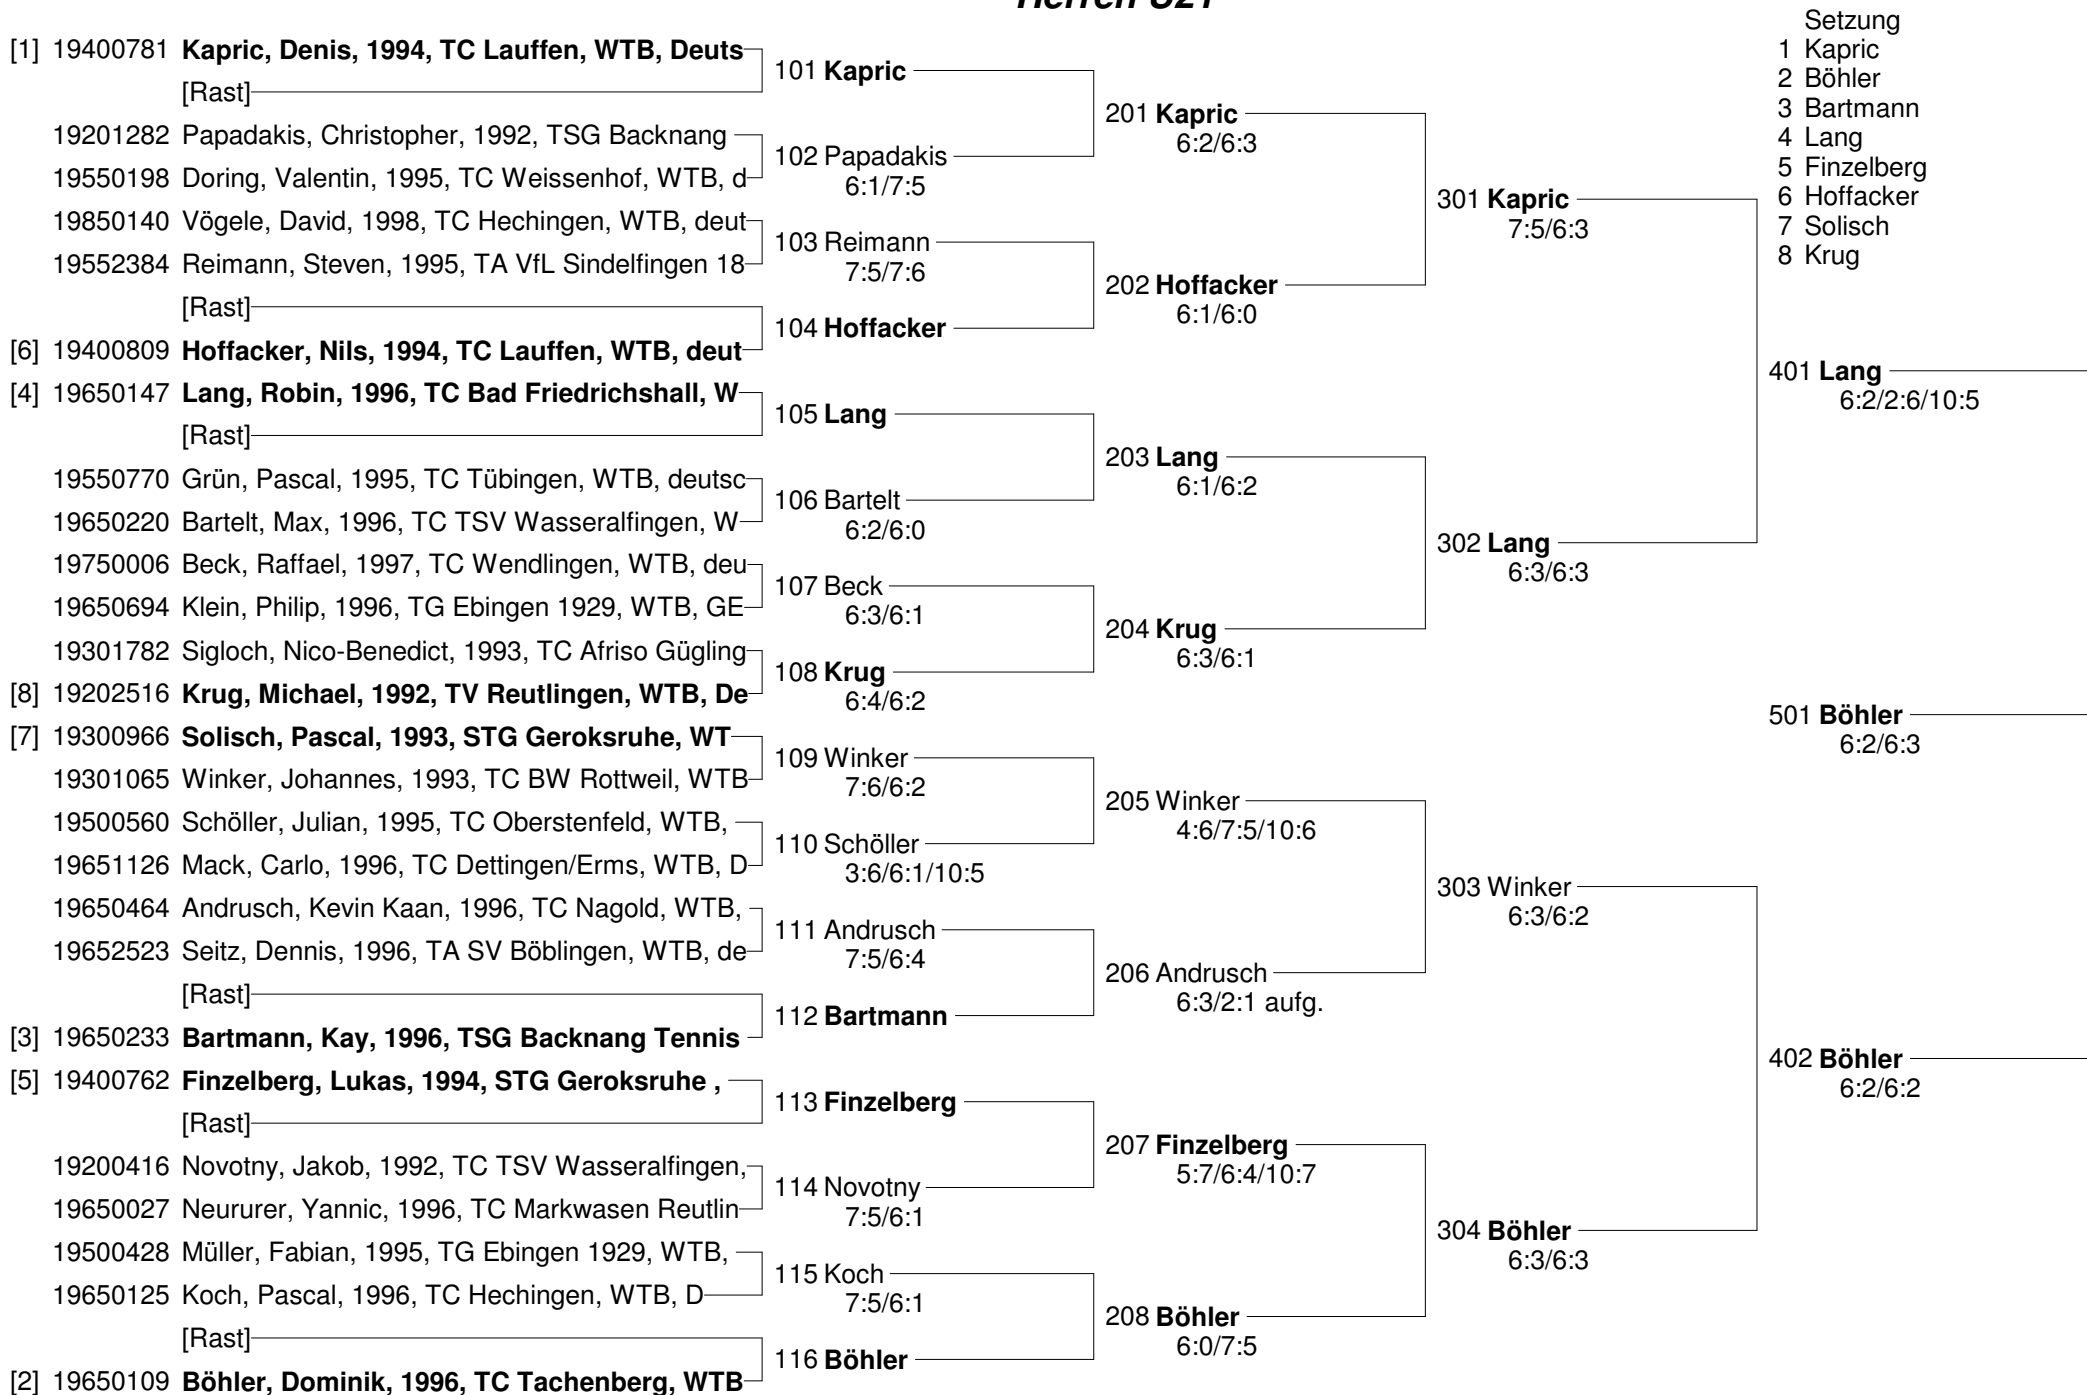 Herren U21
Setzung
1 Kapric
2 Böhler
3 Bartmann
4 Lang
5 Finzelberg
6 Hoffacker
7 Solisch
8 Krug
[1] 19400781 Kapric, Denis, 1994, TC Lauffen, WTB, Deuts
[Rast]
19201282 Papadakis, Christopher, 1992, TSG Backnang
19550198 Doring, Valentin, 1995, TC Weissenhof, WTB, d
19850140 Vögele, David, 1998, TC Hechingen, WTB, deut
19552384 Reimann, Steven, 1995, TA VfL Sindelfingen 18
[Rast]
[6] 19400809 Hoffacker, Nils, 1994, TC Lauffen, WTB, deut
[4] 19650147 Lang, Robin, 1996, TC Bad Friedrichshall, W
[Rast]
19550770 Grün, Pascal, 1995, TC Tübingen, WTB, deutsc
19650220 Bartelt, Max, 1996, TC TSV Wasseralfingen, W
19750006 Beck, Raffael, 1997, TC Wendlingen, WTB, deu
19650694 Klein, Philip, 1996, TG Ebingen 1929, WTB, GE
19301782 Sigloch, Nico-Benedict, 1993, TC Afriso Gügling
[8] 19202516 Krug, Michael, 1992, TV Reutlingen, WTB, De
[7] 19300966 Solisch, Pascal, 1993, STG Geroksruhe, WT
19301065 Winker, Johannes, 1993, TC BW Rottweil, WTB
19500560 Schöller, Julian, 1995, TC Oberstenfeld, WTB,
19651126 Mack, Carlo, 1996, TC Dettingen/Erms, WTB, D
19650464 Andrusch, Kevin Kaan, 1996, TC Nagold, WTB,
19652523 Seitz, Dennis, 1996, TA SV Böblingen, WTB, de
[Rast]
[3] 19650233 Bartmann, Kay, 1996, TSG Backnang Tennis
[5] 19400762 Finzelberg, Lukas, 1994, STG Geroksruhe ,
[Rast]
19200416 Novotny, Jakob, 1992, TC TSV Wasseralfingen,
19650027 Neururer, Yannic, 1996, TC Markwasen Reutlin
19500428 Müller, Fabian, 1995, TG Ebingen 1929, WTB,
19650125 Koch, Pascal, 1996, TC Hechingen, WTB, D
[Rast]
[2] 19650109 Böhler, Dominik, 1996, TC Tachenberg, WTB
101 Kapric
102 Papadakis
6:1/7:5
103 Reimann
7:5/7:6
104 Hoffacker
105 Lang
106 Bartelt
6:2/6:0
107 Beck
6:3/6:1
108 Krug
6:4/6:2
109 Winker
7:6/6:2
110 Schöller
3:6/6:1/10:5
111 Andrusch
7:5/6:4
112 Bartmann
113 Finzelberg
114 Novotny
7:5/6:1
115 Koch
7:5/6:1
116 Böhler
201 Kapric
6:2/6:3
202 Hoffacker
6:1/6:0
203 Lang
6:1/6:2
204 Krug
6:3/6:1
205 Winker
4:6/7:5/10:6
206 Andrusch
6:3/2:1 aufg.
207 Finzelberg
5:7/6:4/10:7
208 Böhler
6:0/7:5
301 Kapric
7:5/6:3
302 Lang
6:3/6:3
303 Winker
6:3/6:2
304 Böhler
6:3/6:3
401 Lang
6:2/2:6/10:5
501 Böhler
6:2/6:3
402 Böhler
6:2/6:2